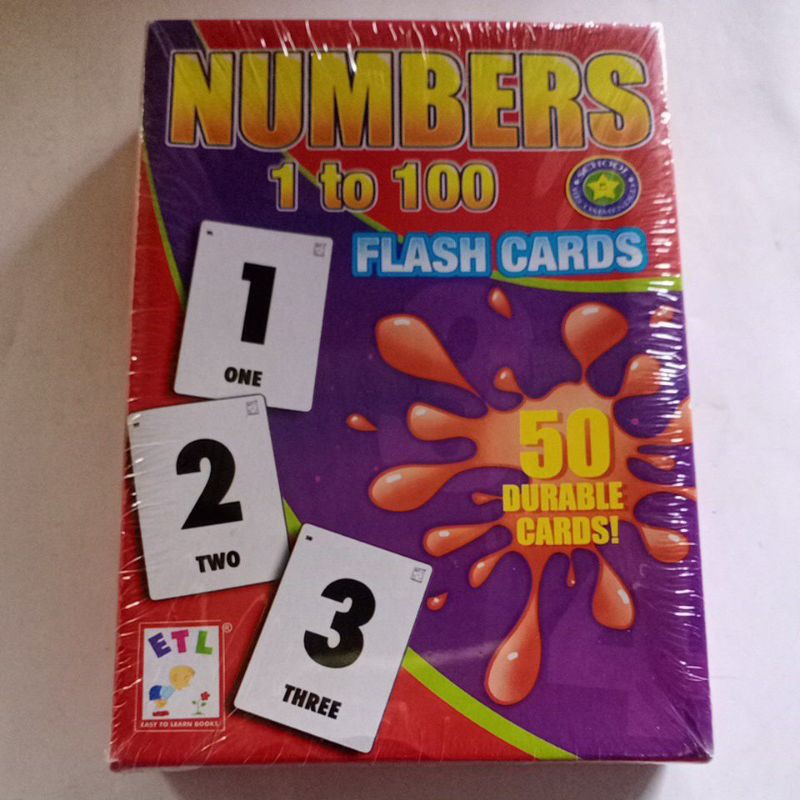 NUMBERS
1 to 100
SCHOOL
FLASH CARDS
1
ONE
2
TWO
3
THREE
50
DURABLE
CARDS!
ETL®
EASY TO LEARN BOOKS